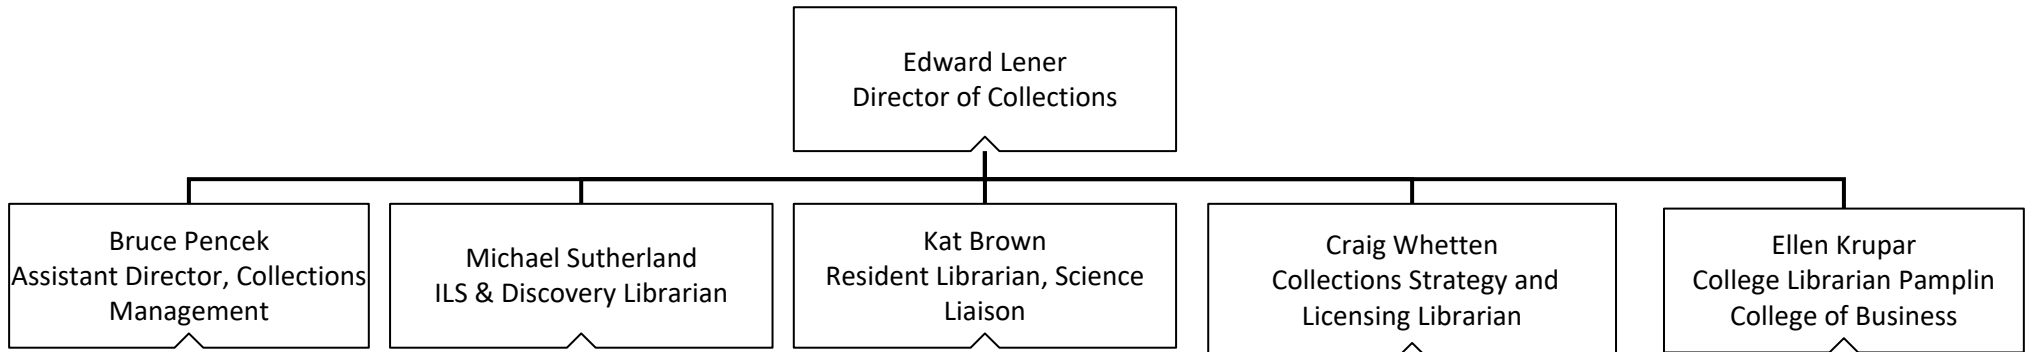 Edward Lener
Director of Collections
Bruce Pencek
Assistant Director, Collections
Management
Michael Sutherland
ILS & Discovery Librarian
Kat Brown
Resident Librarian, Science
Liaison
Craig Whetten
Collections Strategy and
Licensing Librarian
Ellen Krupar
College Librarian Pamplin
College of Business